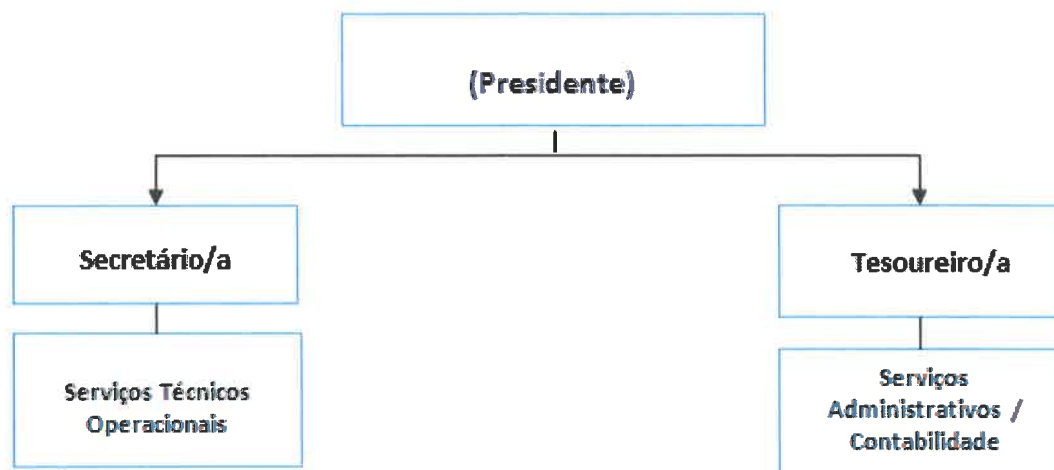 (Presidente)
Secretário/a
Tesoureiro/a
Serviços Técnicos
Operacionais
Serviços
Administrativos /
Contabilidade